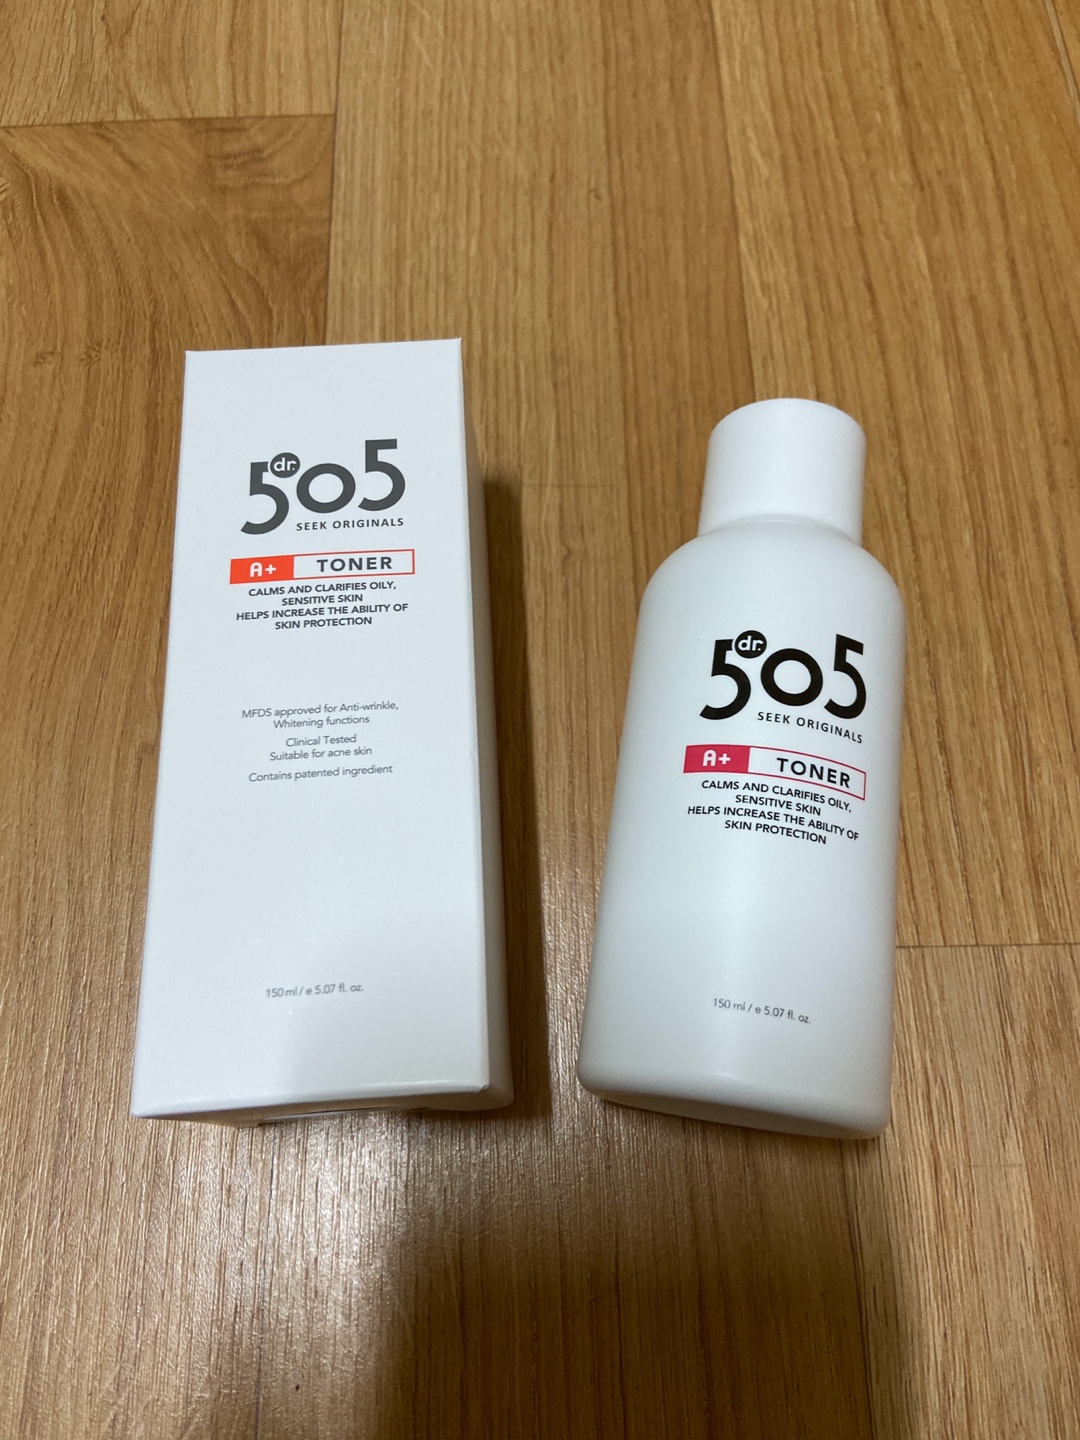 dr.
505
SEEK ORIGINALS
A+ TONER
CALMS AND CLARIFIES OILY,
SENSITIVE SKIN
HELPS INCREASE THE ABILITY OF
SKIN PROTECTION
MFDS approved for Anti-wrinkle,
Whitening functions
Clinical Tested
Suitable for acne skin
Contains patented ingredient
150 ml / e 5.07 fl. oz.
dr.
505
SEEK ORIGINALS
A+ TONER
CALMS AND CLARIFIES OILY,
SENSITIVE SKIN
HELPS INCREASE THE ABILITY OF
SKIN PROTECTION
150 ml / e 5.07 fl. oz.